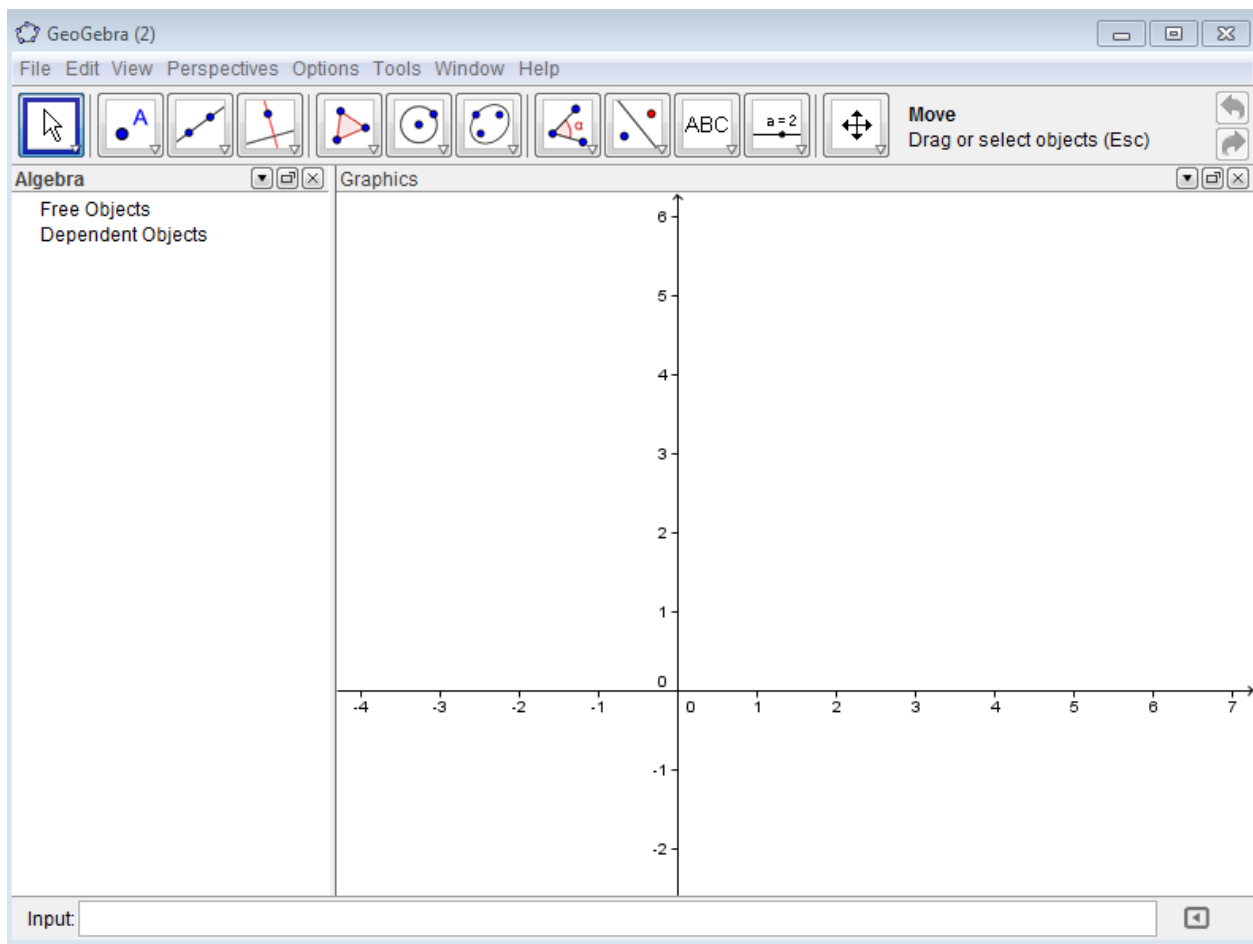 GeoGebra (2)
File Edit View Perspectives Options Tools Window Help
A
α
ABC
a=2
Move
Drag or select objects (Esc)
Algebra
Graphics
Free Objects
Dependent Objects
6
5
4
3
2
1
0
-4 -3 -2 -1 0 1 2 3 4 5 6 7
-1
-2
Input: